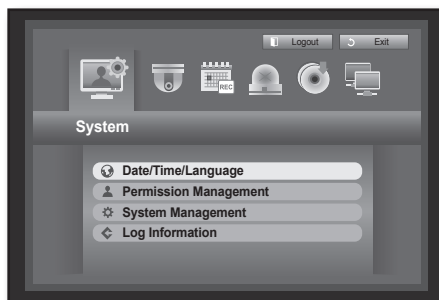 Logout
Exit
REC
System
Date/Time/Language
Permission Management
System Management
Log Information